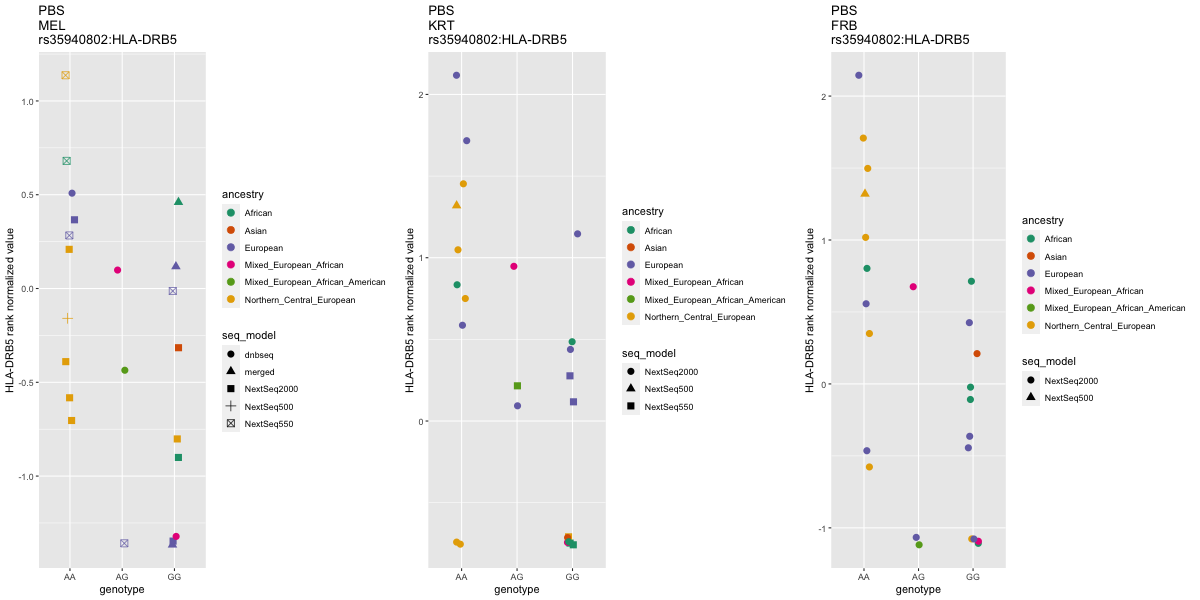 PBS
MEL
rs35940802:HLA-DRB5
HLA-DRB5 rank normalized value
1.0
0.5
0.0
-0.5
-1.0
AA
AG
GG
genotype
ancestry
African
Asian
European
Mixed_European_African
Mixed_European_African_American
Northern_Central_European
seq_model
dnbseq
merged
NextSeq2000
NextSeq500
NextSeq550
PBS
KRT
rs35940802:HLA-DRB5
HLA-DRB5 rank normalized value
2
1
0
AA
AG
GG
genotype
ancestry
African
Asian
European
Mixed_European_African
Mixed_European_African_American
Northern_Central_European
seq_model
NextSeq2000
NextSeq500
NextSeq550
PBS
FRB
rs35940802:HLA-DRB5
HLA-DRB5 rank normalized value
2
1
0
-1
AA
AG
GG
genotype
ancestry
African
Asian
European
Mixed_European_African
Mixed_European_African_American
Northern_Central_European
seq_model
NextSeq2000
NextSeq500